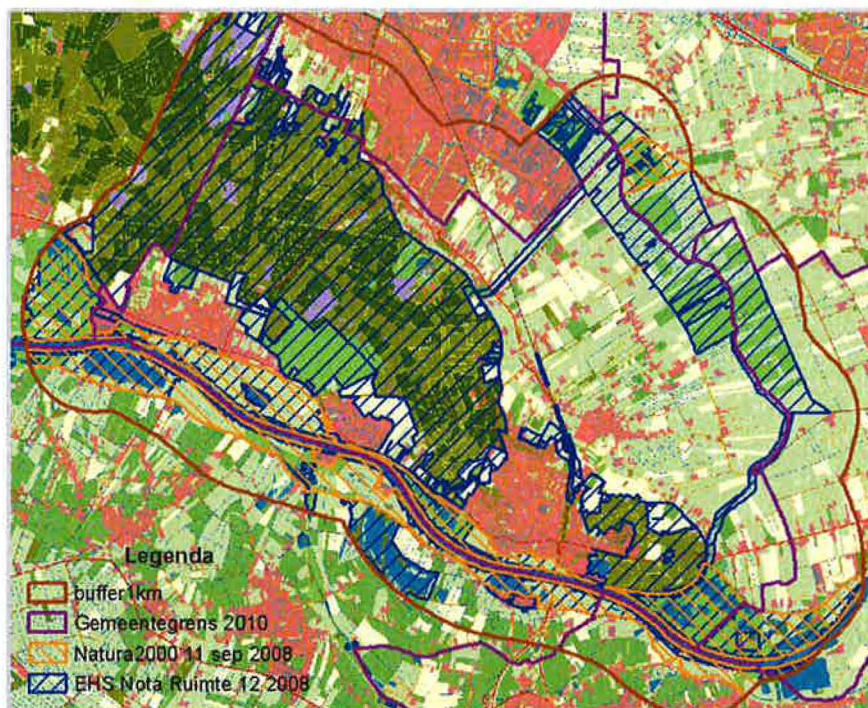 Legenda
buffer1km
Gemeentegrens 2010
Natura2000 11 sep 2008
EHS Nota Ruimte 12 2008